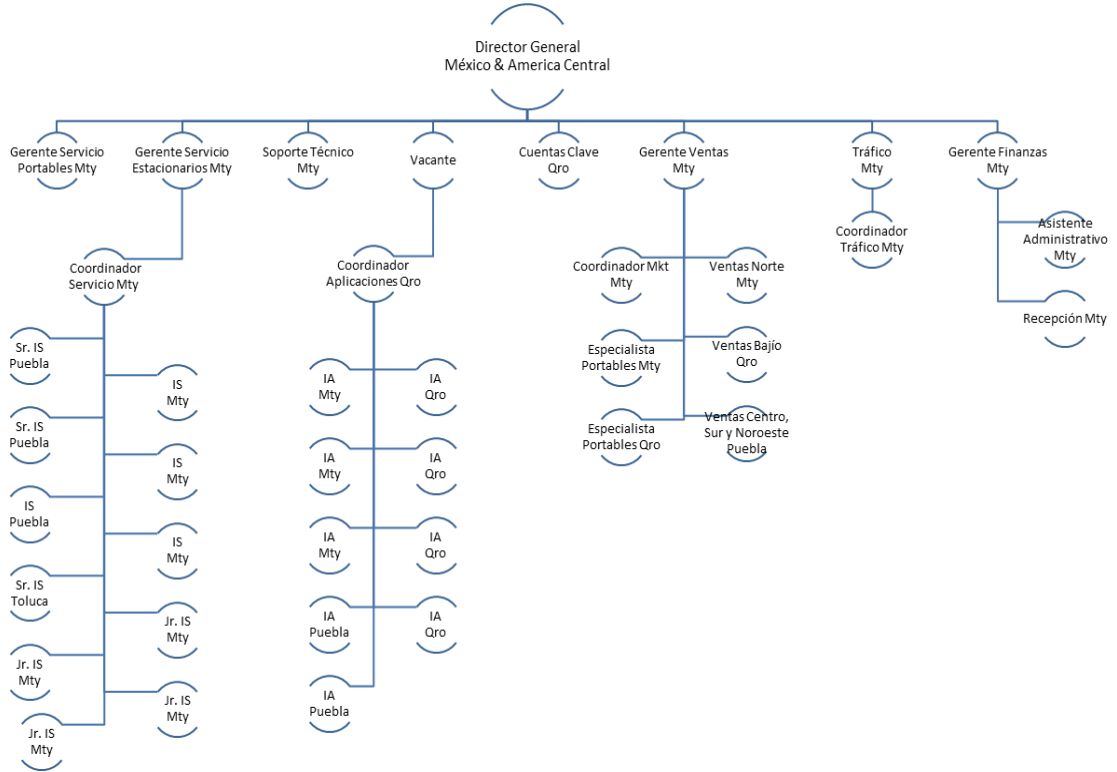 Director General
México & America Central
Gerente Servicio
Portables Mty
Gerente Servicio
Estacionarios Mty
Soporte Técnico
Mty
Vacante
Cuentas Clave
Qro
Gerente Ventas
Mty
Tráfico
Mty
Gerente Finanzas
Mty
Coordinador
Servicio Mty
Sr. IS
Puebla
IS
Mty
Sr. IS
Puebla
IS
Mty
IS
Puebla
IS
Mty
Sr. IS
Toluca
Jr. IS
Mty
Jr. IS
Mty
Jr. IS
Mty
Jr. IS
Mty
Coordinador
Aplicaciones Qro
IA
Mty
IA
Qro
IA
Mty
IA
Qro
IA
Mty
IA
Qro
IA
Puebla
IA
Qro
IA
Puebla
Coordinador Mkt
Mty
Ventas Norte
Mty
Especialista
Portables Mty
Ventas Bajío
Qro
Especialista
Portables Qro
Ventas Centro,
Sur y Noroeste
Puebla
Coordinador
Tráfico Mty
Asistente
Administrativo
Mty
Recepción Mty